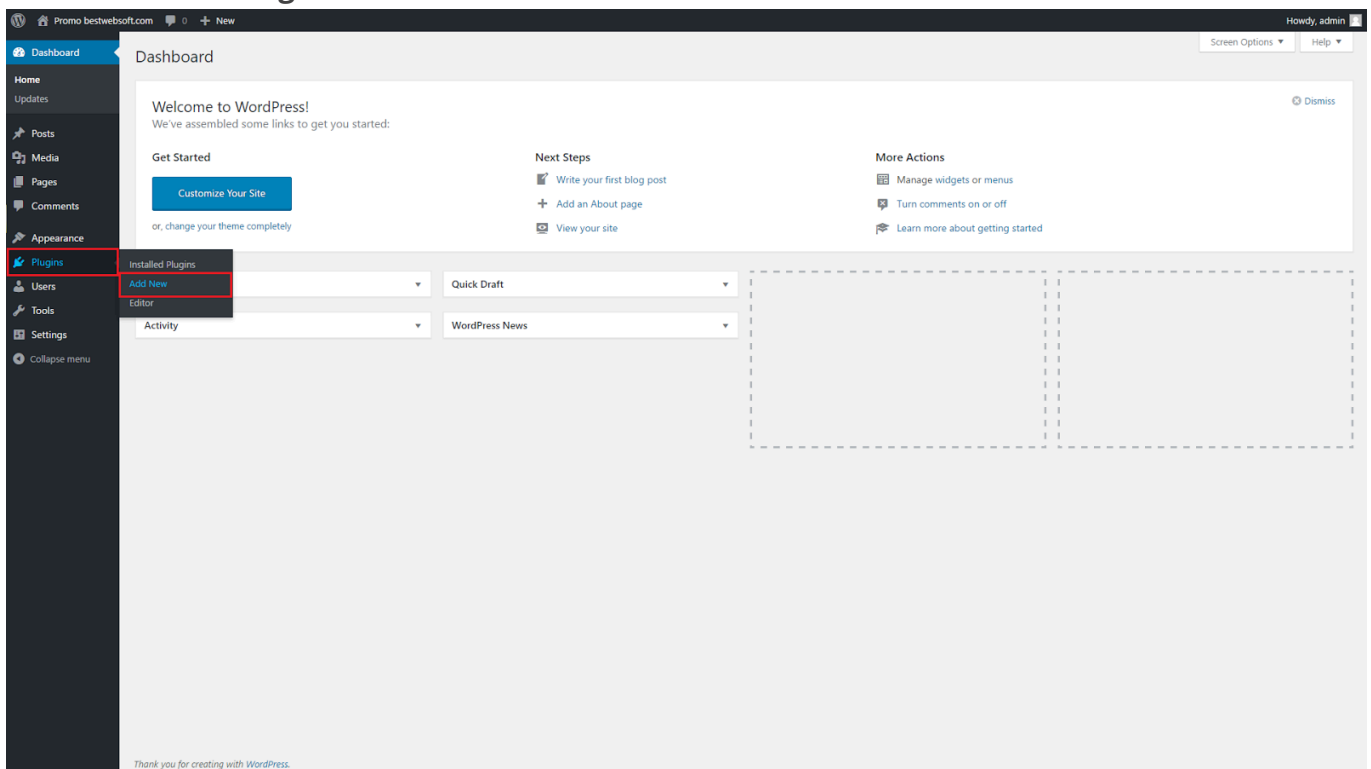 Promo bestwebsoft.com 0 + New
Howdy, admin
Dashboard
Home
Updates
Posts
Media
Pages
Comments
Appearance
Plugins
Users
Tools
Settings
Collapse menu
Installed Plugins
Add New
Editor
Dashboard
Screen Options ▼
Help ▼
Welcome to WordPress!
We've assembled some links to get you started:
Dismiss
Get Started
Customize Your Site
or, change your theme completely
Next Steps
Write your first blog post
Add an About page
View your site
More Actions
Manage widgets or menus
Turn comments on or off
Learn more about getting started
Quick Draft
Activity
WordPress News
Thank you for creating with WordPress.